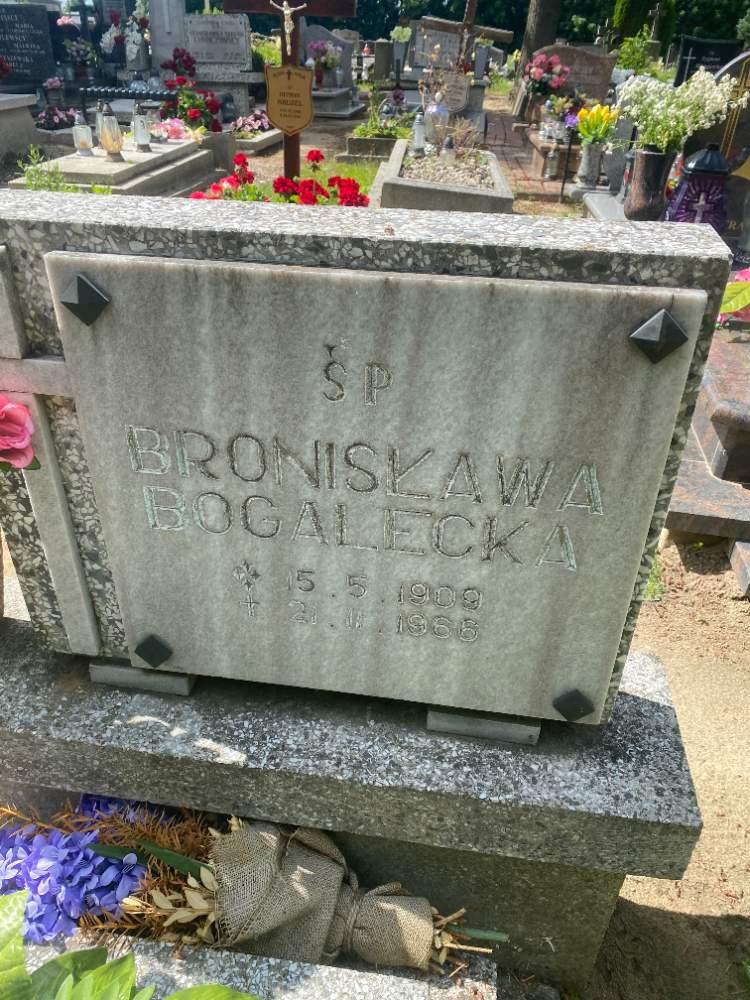 ŚP
BRONISŁAWA
BOGALECKA
15.5.1909
21.11.1966